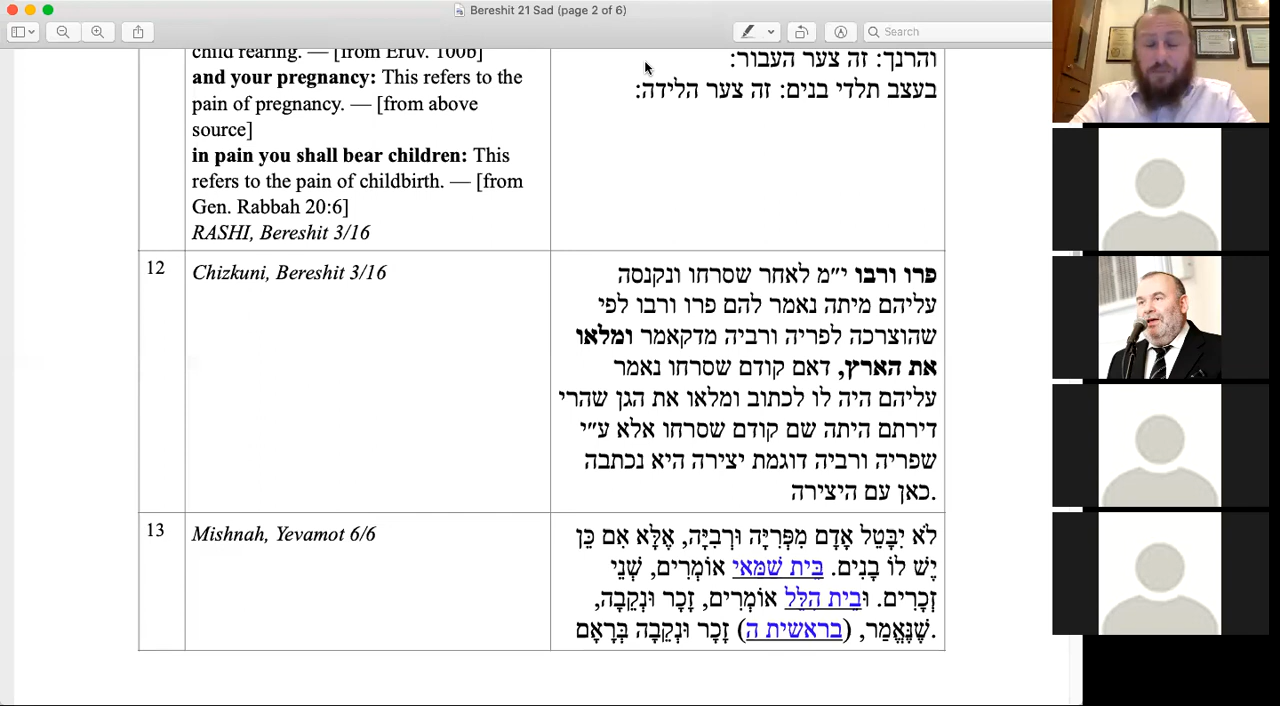 Bereshit 21 Sad (page 2 of 6)
Search
child rearing. — [from Eruv. 100b]
and your pregnancy: This refers to the
pain of pregnancy. — [from above
source]
in pain you shall bear children: This
refers to the pain of childbirth. — [from
Gen. Rabbah 20:6]
RASHI, Bereshit 3/16
והרנך: זה צער העבור:
בעצב תלדי בנים: זה צער הלידה:
12
Chizkuni, Bereshit 3/16
פרו ורבו י״מ לאחר שסרחו ונקנסה
עליהם מיתה נאמר להם פרו ורבו לפי
שהוצרכה לפריה ורביה מדקאמר ומלאו
את הארץ, דאם קודם שסרחו נאמר
עליהם היה לו לכתוב ומלאו את הגן שהרי
דירתם היתה שם קודם שסרחו אלא ע״י
שפריה ורביה דוגמת יצירה היא נכתבה
כאן עם היצירה.
13
Mishnah, Yevamot 6/6
לֹא יִבָּטֵל אָדָם מִפְּרִיָּה וּרְבִיָּה, אֶלָּא אִם כֵּן
יֶשׁ לוֹ בָנִים. בֵּית שַׁמַּאי אוֹמְרִים, שְׁנֵי
זְכָרִים. וּבֵית הִלֵּל אוֹמְרִים, זָכָר וּנְקֵבָה,
שֶׁנֶּאֱמַר, (בראשית ה) זָכָר וּנְקֵבָה בְּרָאָם.